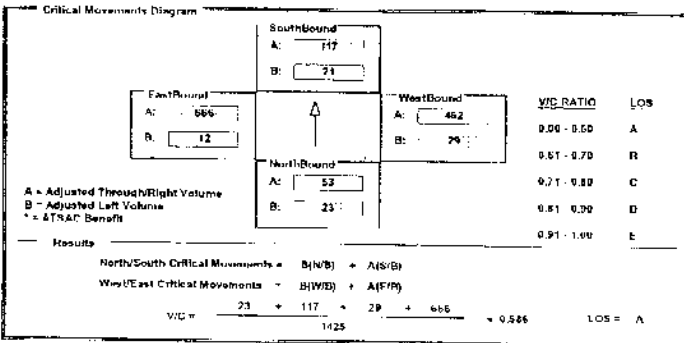 Critical Movements Diagram
SouthBound
A: 117
B: 21
EastBound
A: 666
B: 12
WestBound
A: 462
B: 29
NorthBound
A: 53
B: 23
V/C RATIO LOS
0.00 - 0.60 A
0.61 - 0.70 B
0.71 - 0.80 C
0.81 - 0.90 D
0.91 - 1.00 E
A = Adjusted Through/Right Volume
B = Adjusted Left Volume
* = ATSAC Benefit
Results
North/South Critical Movements = B(N/B) + A(S/B)
West/East Critical Movements = B(W/B) + A(E/B)
V/C = 23 + 117 + 29 + 666 = 0.586 LOS = A
1425